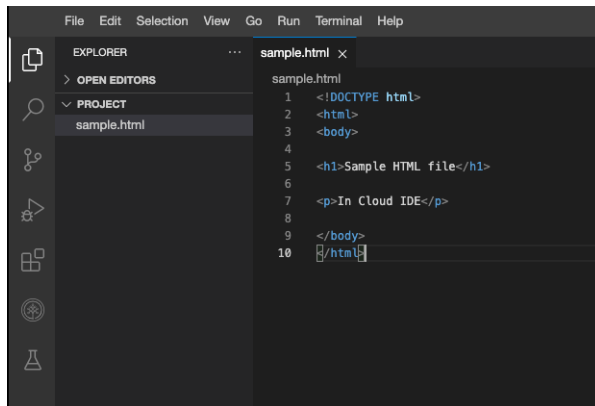 File Edit Selection View Go Run Terminal Help
EXPLORER ...
OPEN EDITORS
PROJECT
sample.html
sample.html ×
sample.html
1 <!DOCTYPE html>
2 <html>
3 <body>
4
5 <h1>Sample HTML file</h1>
6
7 <p>In Cloud IDE</p>
8
9 </body>
10 </html>